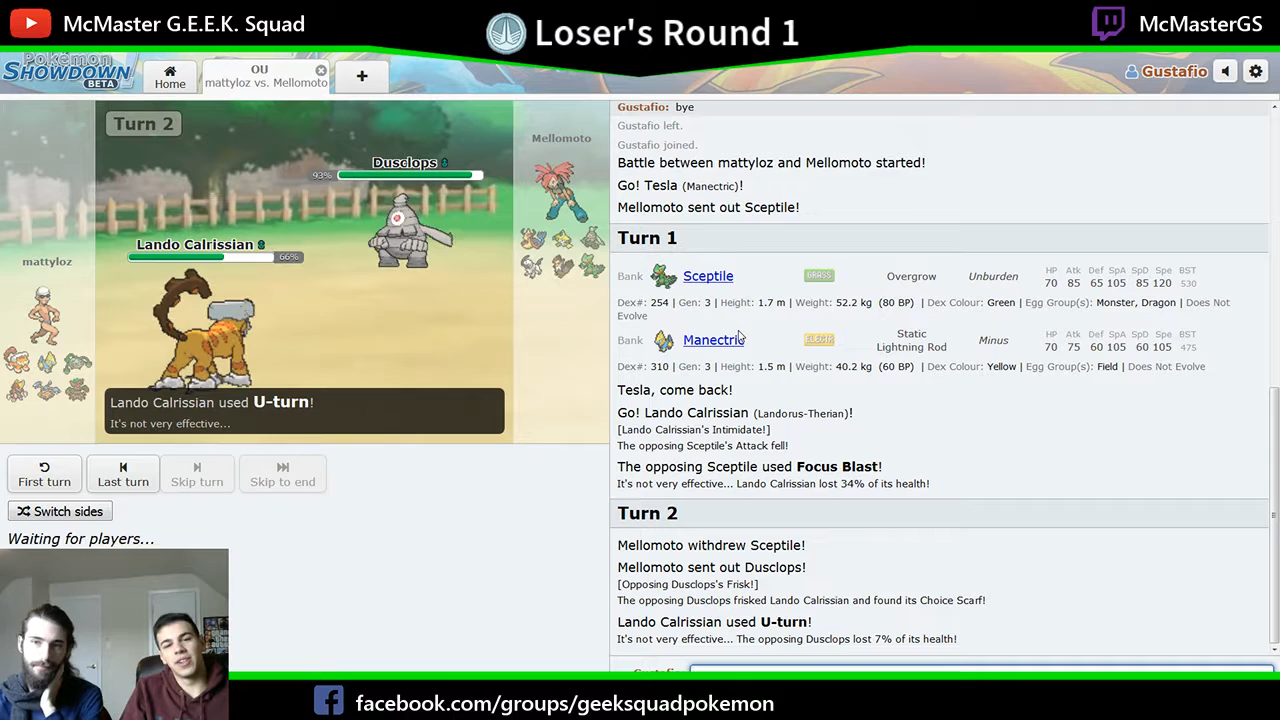 McMaster G.E.E.K. Squad
Loser's Round 1
McMasterGS
Pokémon
SHOWDOWN
BETA
Home
OU
mattyloz vs. Mellomoto
+
Gustafio
Turn 2
Mellomoto
Dusclops
93%
Lando Calrissian
66%
mattyloz
Lando Calrissian used U-turn!
It's not very effective...
First turn
Last turn
Skip turn
Skip to end
Switch sides
Waiting for players...
Gustafio: bye
Gustafio left.
Gustafio joined.
Battle between mattyloz and Mellomoto started!
Go! Tesla (Manectric)!
Mellomoto sent out Sceptile!
Turn 1
Bank Sceptile GRASS Overgrow Unburden HP 70 Atk 85 Def 65 SpA 105 SpD 85 Spe 120 BST 530
Dex#: 254 | Gen: 3 | Height: 1.7 m | Weight: 52.2 kg (80 BP) | Dex Colour: Green | Egg Group(s): Monster, Dragon | Does Not
Evolve
Bank Manectric ELECTR Static Lightning Rod Minus HP 70 Atk 75 Def 60 SpA 105 SpD 60 Spe 105 BST 475
Dex#: 310 | Gen: 3 | Height: 1.5 m | Weight: 40.2 kg (60 BP) | Dex Colour: Yellow | Egg Group(s): Field | Does Not Evolve
Tesla, come back!
Go! Lando Calrissian (Landorus-Therian)!
[Lando Calrissian's Intimidate!]
The opposing Sceptile's Attack fell!
The opposing Sceptile used Focus Blast!
It's not very effective... Lando Calrissian lost 34% of its health!
Turn 2
Mellomoto withdrew Sceptile!
Mellomoto sent out Dusclops!
[Opposing Dusclops's Frisk!]
The opposing Dusclops frisked Lando Calrissian and found its Choice Scarf!
Lando Calrissian used U-turn!
It's not very effective... The opposing Dusclops lost 7% of its health!
facebook.com/groups/geeksquadpokemon